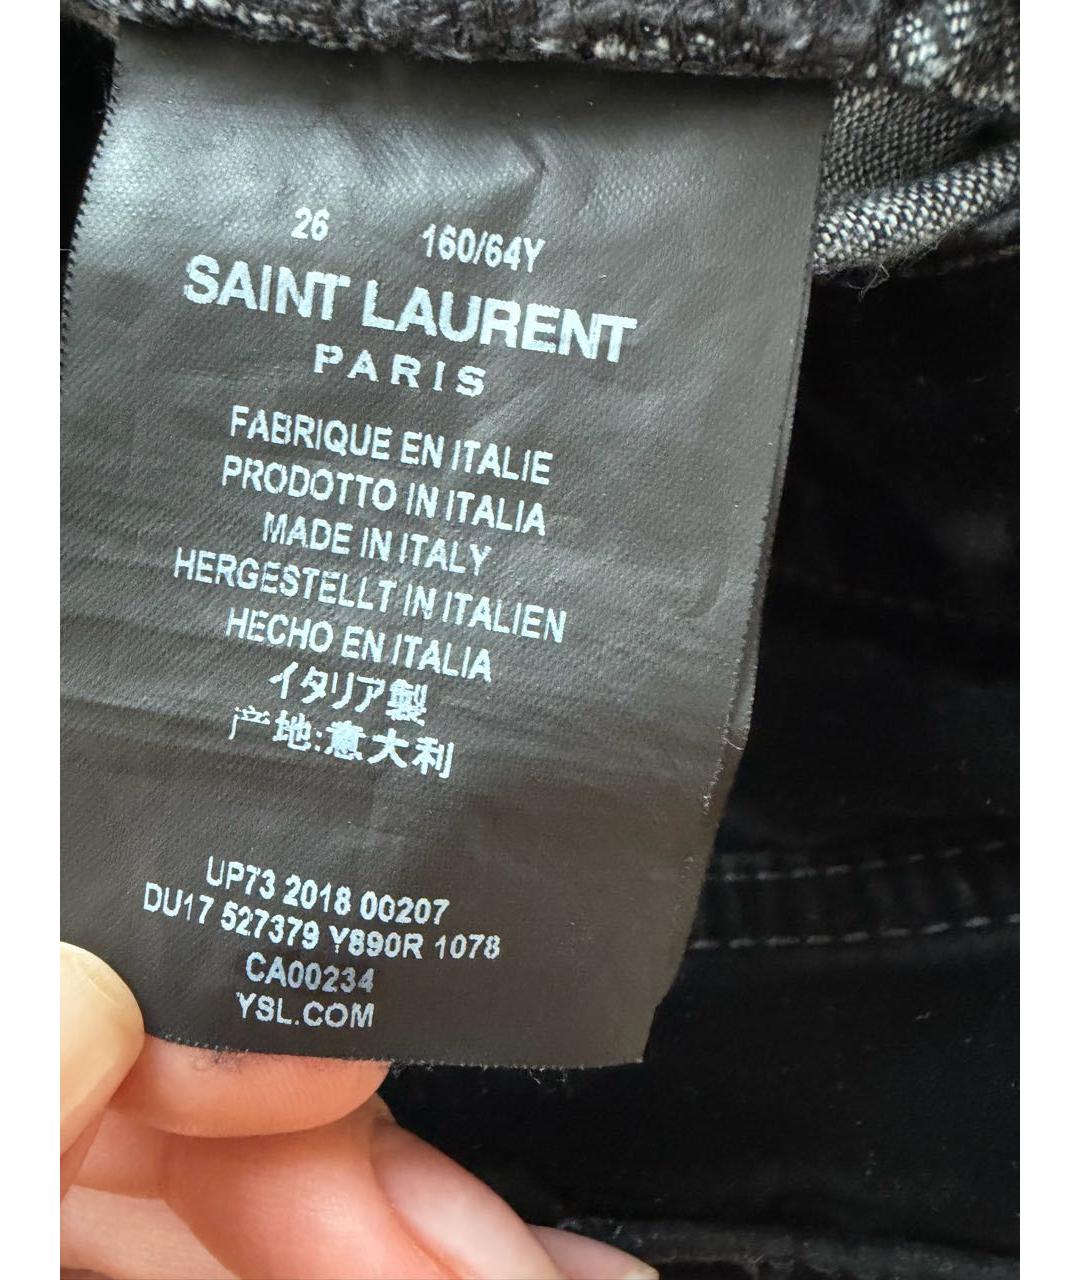 26 160/64Y
SAINT LAURENT
PARIS
FABRIQUE EN ITALIE
PRODOTTO IN ITALIA
MADE IN ITALY
HERGESTELLT IN ITALIEN
HECHO EN ITALIA
イタリア製
产地:意大利
UP73 2018 00207
DU17 527379 Y890R 1078
CA00234
YSL.COM